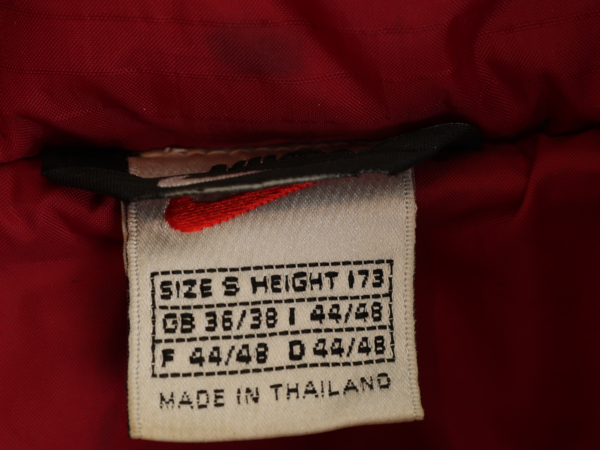 SIZE S HEIGHT 173
GB 36/38 I 44/48
F 44/48 D 44/48
MADE IN THAILAND